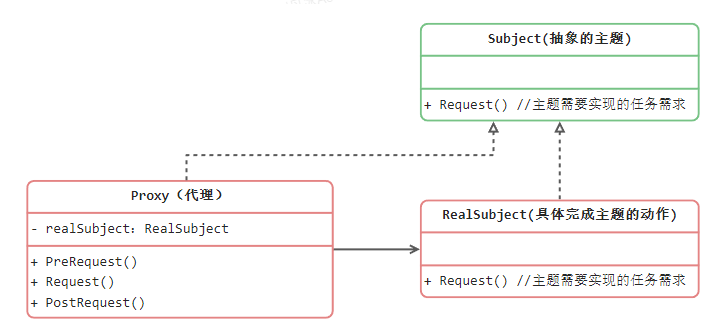 Subject(抽象的主题)
+ Request() //主题需要实现的任务需求
Proxy（代理）
- realSubject：RealSubject
+ PreRequest()
+ Request()
+ PostRequest()
RealSubject(具体完成主题的动作)
+ Request() //主题需要实现的任务需求